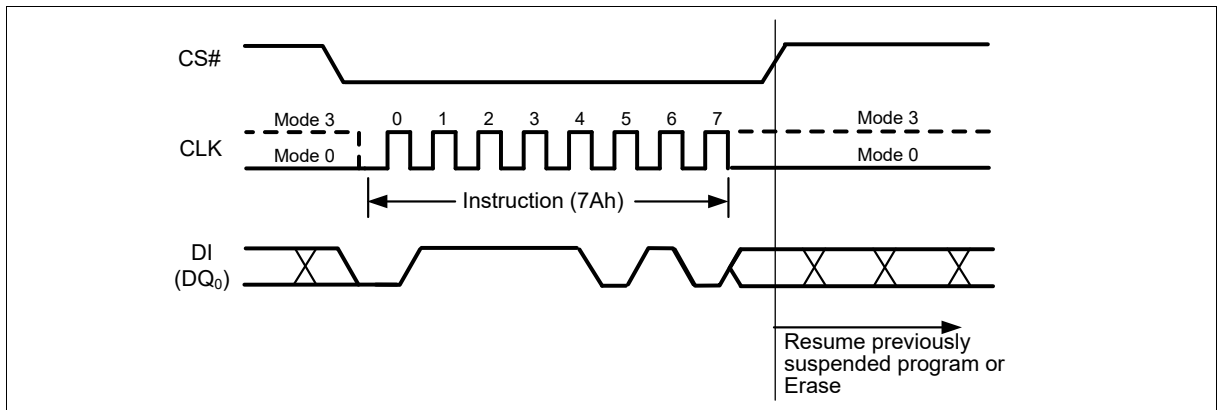 CS#
Mode 3
0 1 2 3 4 5 6 7
Mode 3
CLK
Mode 0
Mode 0
Instruction (7Ah)
DI
(DQ₀)
Resume previously
suspended program or
Erase